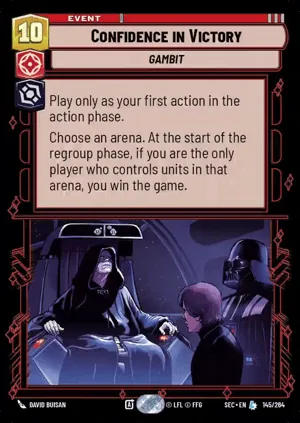 EVENT
10
CONFIDENCE IN VICTORY
GAMBIT
Play only as your first action in the
action phase.
Choose an arena. At the start of the
regroup phase, if you are the only
player who controls units in that
arena, you win the game.
DAVID BUISAN
© LFL © FFG
SEC • EN
145/264